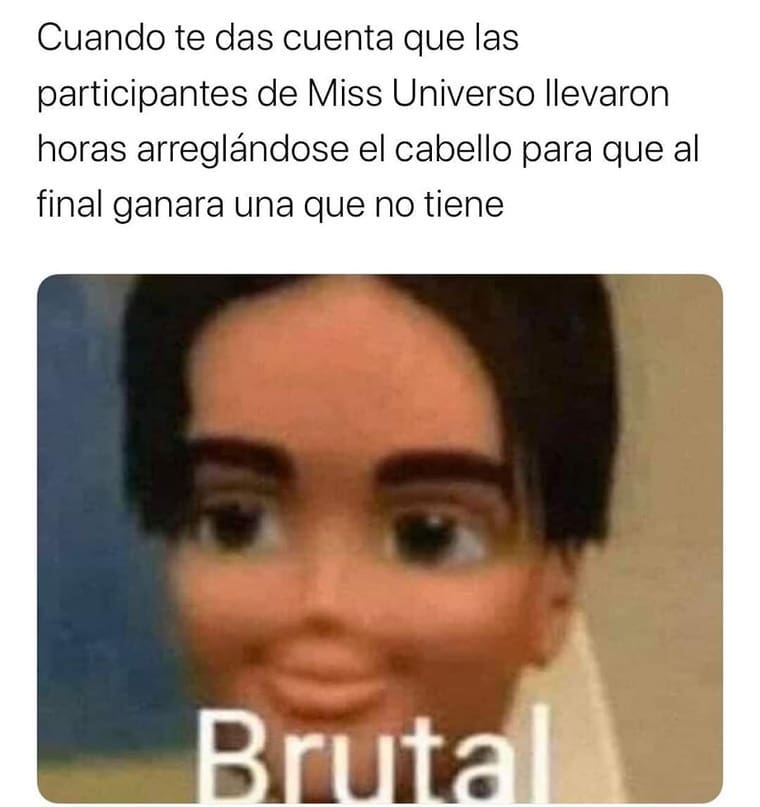 Cuando te das cuenta que las
participantes de Miss Universo llevaron
horas arreglándose el cabello para que al
final ganara una que no tiene
Brutal